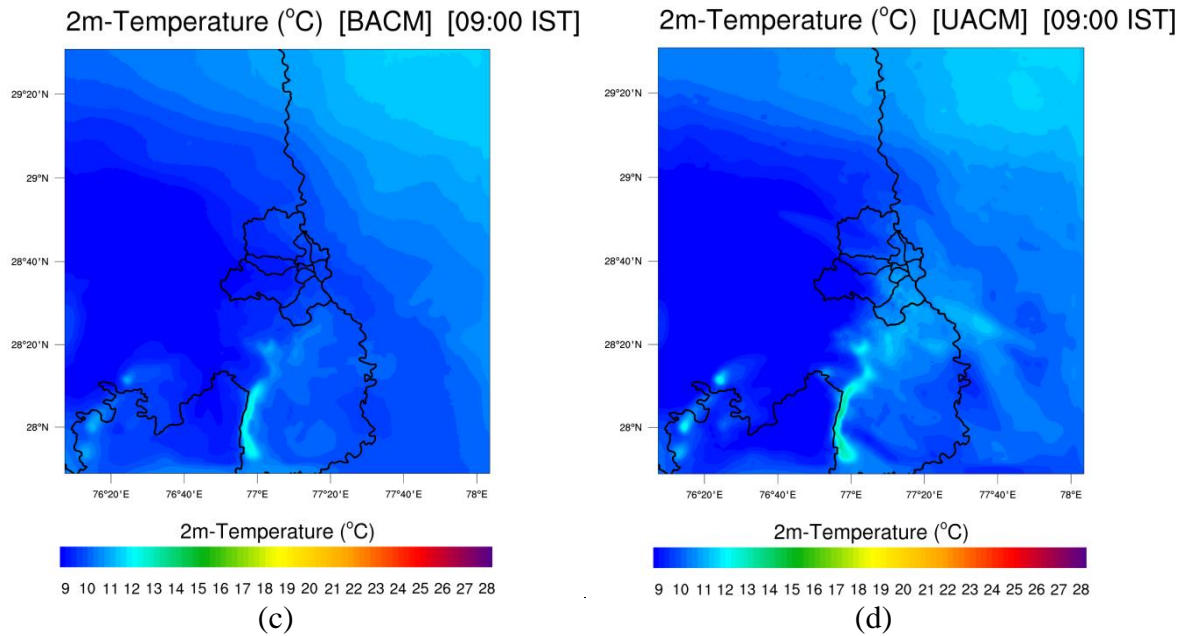 2m-Temperature (°C) [BACM] [09:00 IST]
29°20'N
29°N
28°40'N
28°20'N
28°N
76°20'E 76°40'E 77°E 77°20'E 77°40'E 78°E
2m-Temperature (°C)
9 10 11 12 13 14 15 16 17 18 19 20 21 22 23 24 25 26 27 28
(c)
2m-Temperature (°C) [UACM] [09:00 IST]
29°20'N
29°N
28°40'N
28°20'N
28°N
76°20'E 76°40'E 77°E 77°20'E 77°40'E 78°E
2m-Temperature (°C)
9 10 11 12 13 14 15 16 17 18 19 20 21 22 23 24 25 26 27 28
(d)